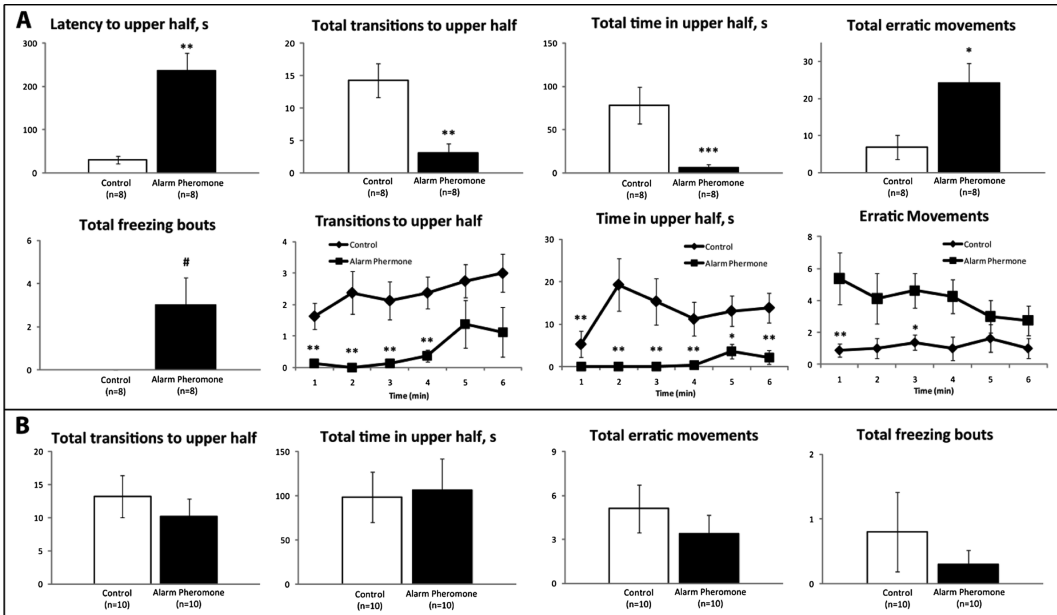 A
Latency to upper half, s
300
200
100
0
**
Control
(n=8)
Alarm Pheromone
(n=8)
Total transitions to upper half
20
15
10
5
0
**
Control
(n=8)
Alarm Pheromone
(n=8)
Total time in upper half, s
150
100
50
0
***
Control
(n=8)
Alarm Pheromone
(n=8)
Total erratic movements
40
30
20
10
0
*
Control
(n=8)
Alarm Pheromone
(n=8)
Total freezing bouts
6
4
2
0
#
Control
(n=8)
Alarm Pheromone
(n=8)
Transitions to upper half
4
3
2
1
0
Control
Alarm Phermone
** ** ** **
1 2 3 4 5 6
Time (min)
Time in upper half, s
30
20
10
0
Control
Alarm Phermone
** ** ** ** * **
1 2 3 4 5 6
Time (min)
Erratic Movements
8
6
4
2
0
Control
Alarm Phermone
** *
1 2 3 4 5 6
Time (min)
B
Total transitions to upper half
20
15
10
5
0
Control
(n=10)
Alarm Pheromone
(n=10)
Total time in upper half, s
150
100
50
0
Control
(n=10)
Alarm Pheromone
(n=10)
Total erratic movements
9
6
3
0
Control
(n=10)
Alarm Pheromone
(n=10)
Total freezing bouts
2
1
0
Control
(n=10)
Alarm Pheromone
(n=10)